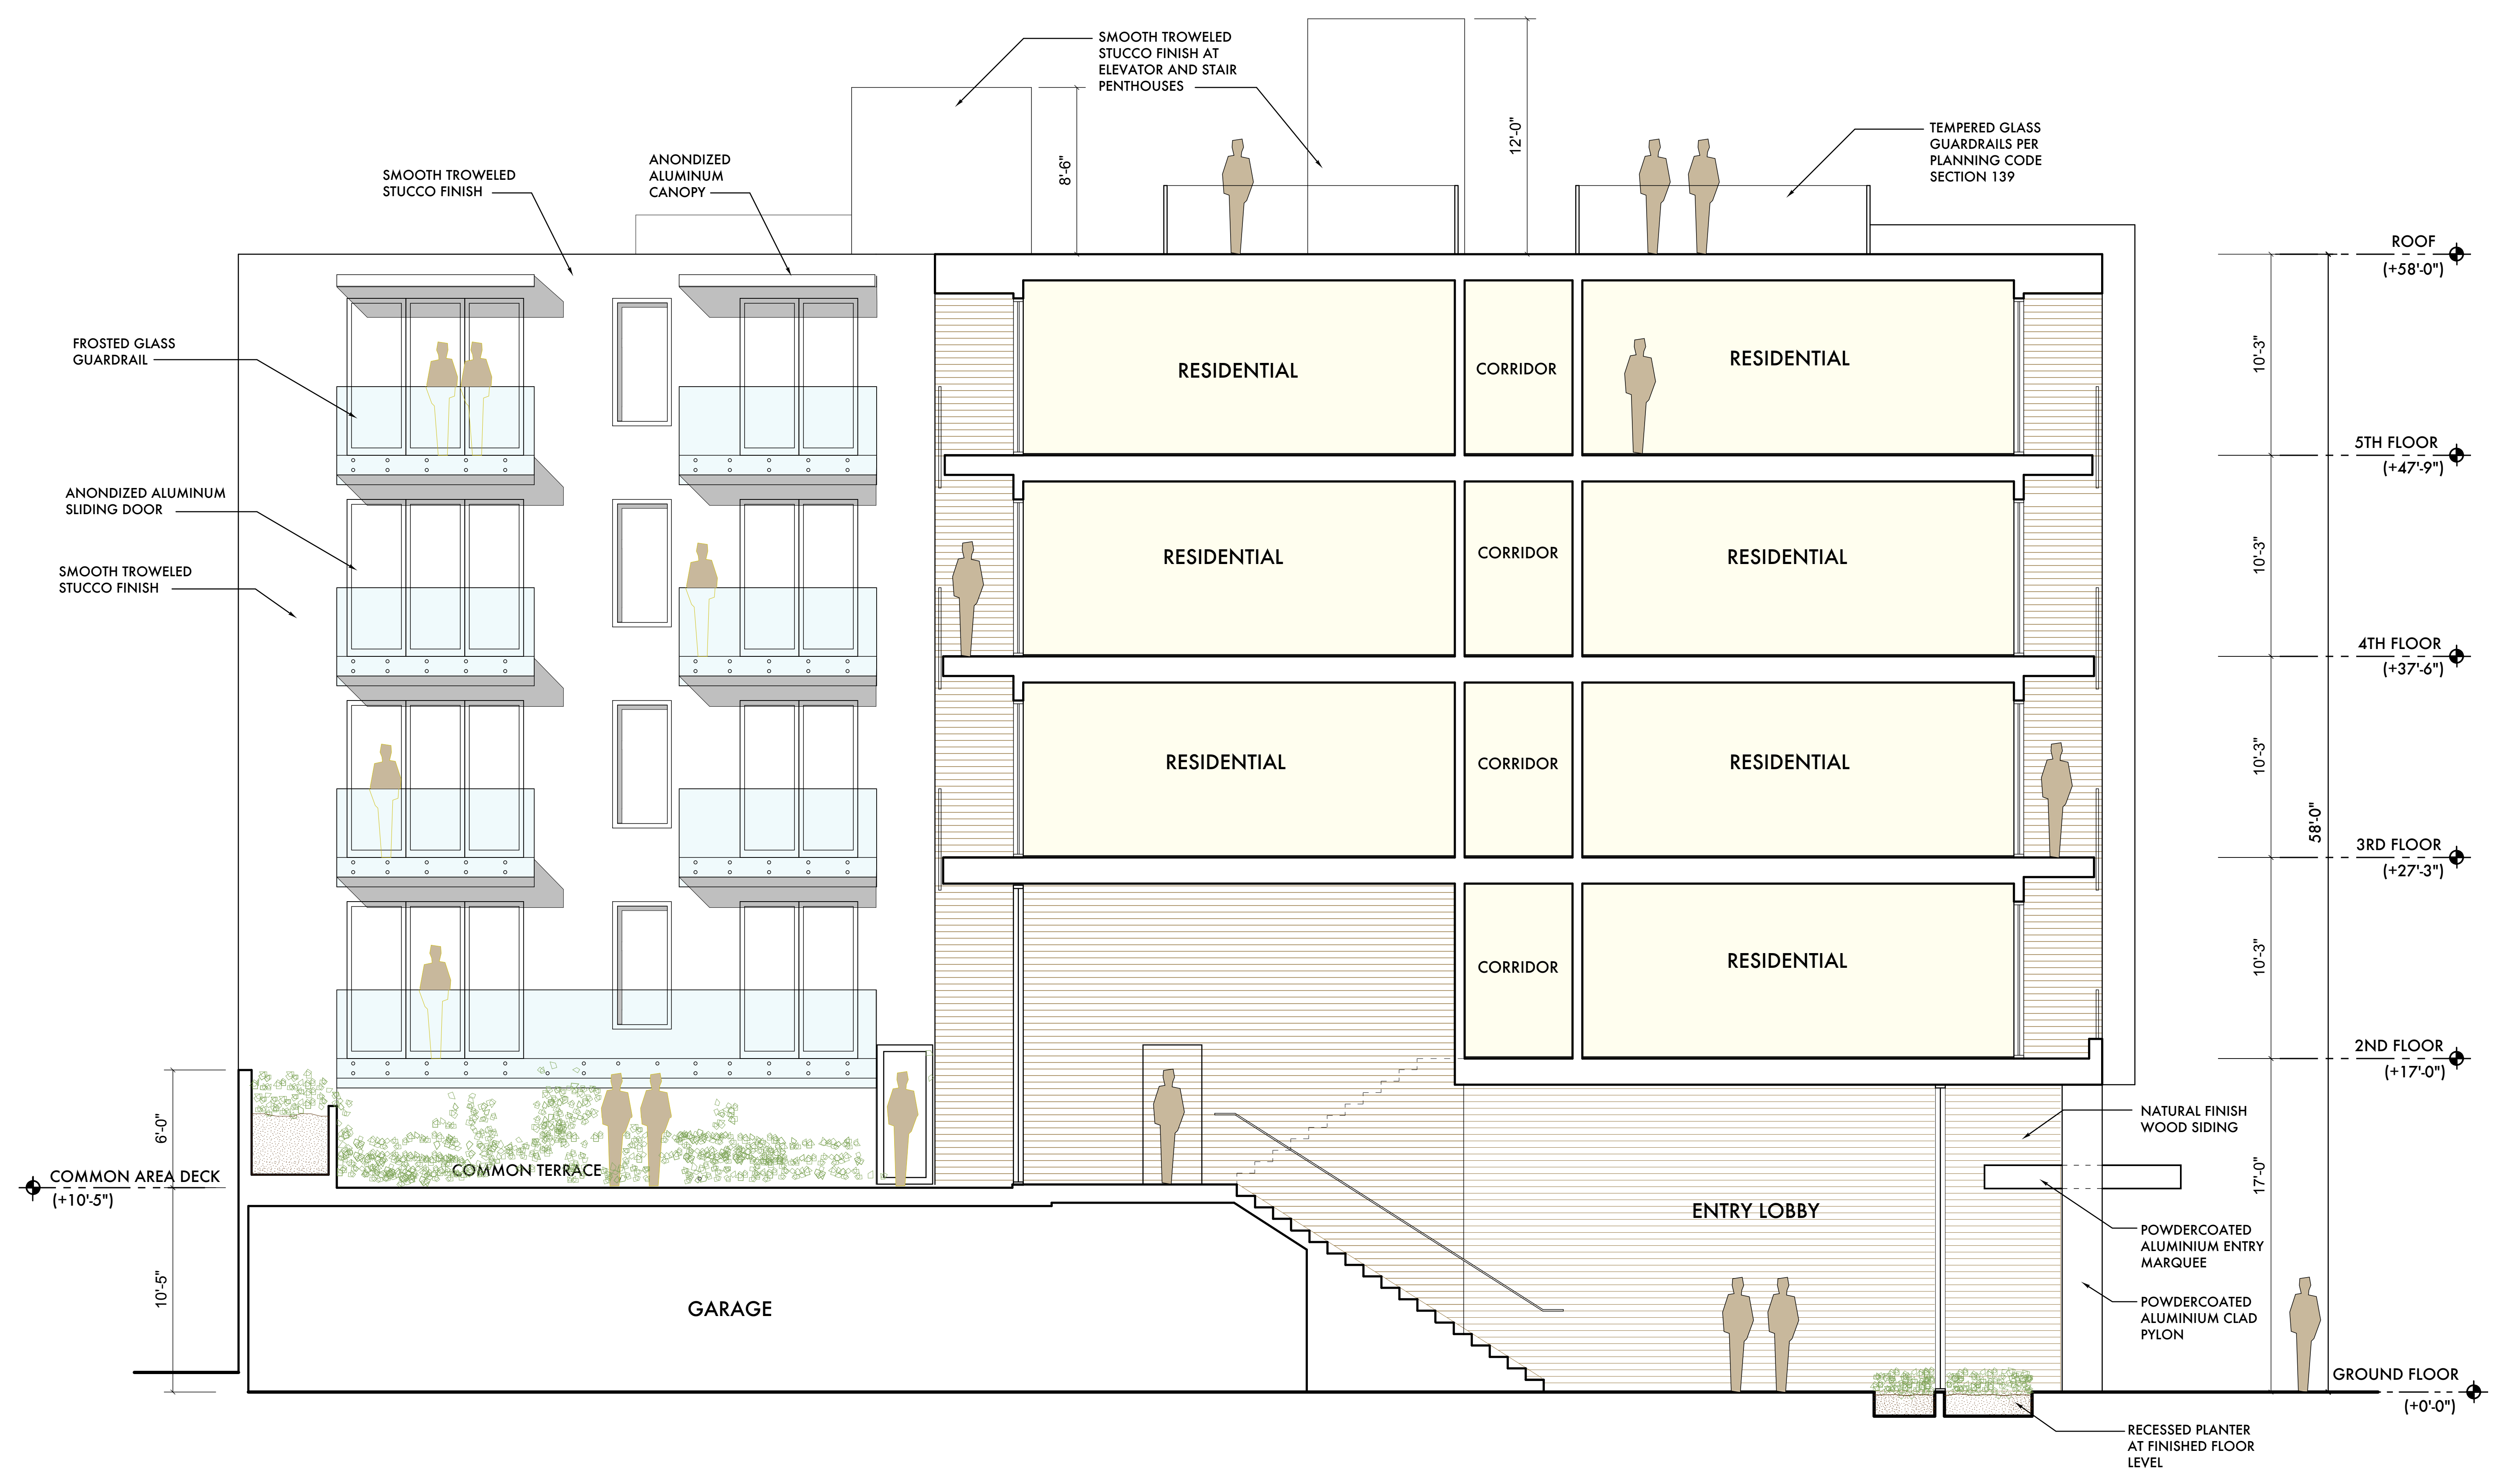 SMOOTH TROWELED
STUCCO FINISH AT
ELEVATOR AND STAIR
PENTHOUSES
12'-0"
8'-6"
TEMPERED GLASS
GUARDRAILS PER
PLANNING CODE
SECTION 139
ANONDIZED
ALUMINUM
CANOPY
SMOOTH TROWELED
STUCCO FINISH
ROOF
(+58'-0")
FROSTED GLASS
GUARDRAIL
RESIDENTIAL
CORRIDOR
RESIDENTIAL
10'-3"
5TH FLOOR
(+47'-9")
ANONDIZED ALUMINUM
SLIDING DOOR
SMOOTH TROWELED
STUCCO FINISH
RESIDENTIAL
CORRIDOR
RESIDENTIAL
10'-3"
4TH FLOOR
(+37'-6")
RESIDENTIAL
CORRIDOR
RESIDENTIAL
10'-3"
58'-0"
3RD FLOOR
(+27'-3")
CORRIDOR
RESIDENTIAL
10'-3"
2ND FLOOR
(+17'-0")
6'-0"
NATURAL FINISH
WOOD SIDING
COMMON AREA DECK
(+10'-5")
COMMON TERRACE
17'-0"
ENTRY LOBBY
POWDERCOATED
ALUMINIUM ENTRY
MARQUEE
10'-5"
GARAGE
POWDERCOATED
ALUMINIUM CLAD
PYLON
GROUND FLOOR
(+0'-0")
RECESSED PLANTER
AT FINISHED FLOOR
LEVEL